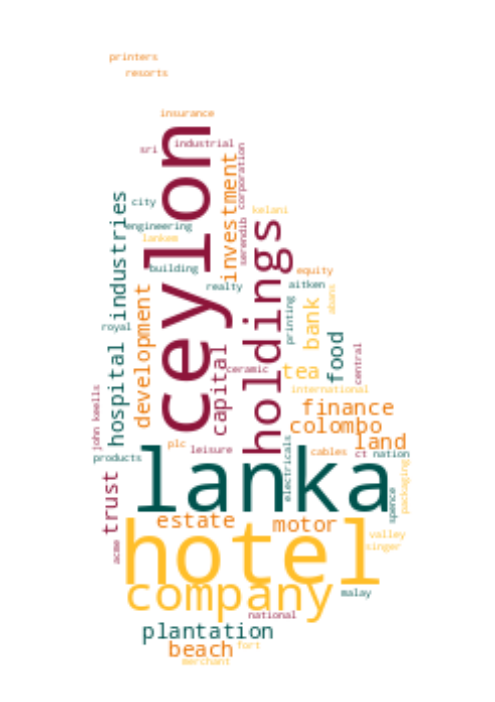 printers
resorts
insurance
ceylon
industrial
sri
corporation
investment
industries
city
kelani
holdings
serendib
engineering
lankem
building
equity
realty
aitken
abans
development
printing
bank
royal
food
hospital
capital
central
ceramic
tea
international
john keells
finance
colombo
land
plc
leisure
electricals
cables
ct
nation
products
lanka
packaging
trust
spence
estate
motor
hotel
valley
singer
acme
company
malay
national
plantation
beach
fort
merchant